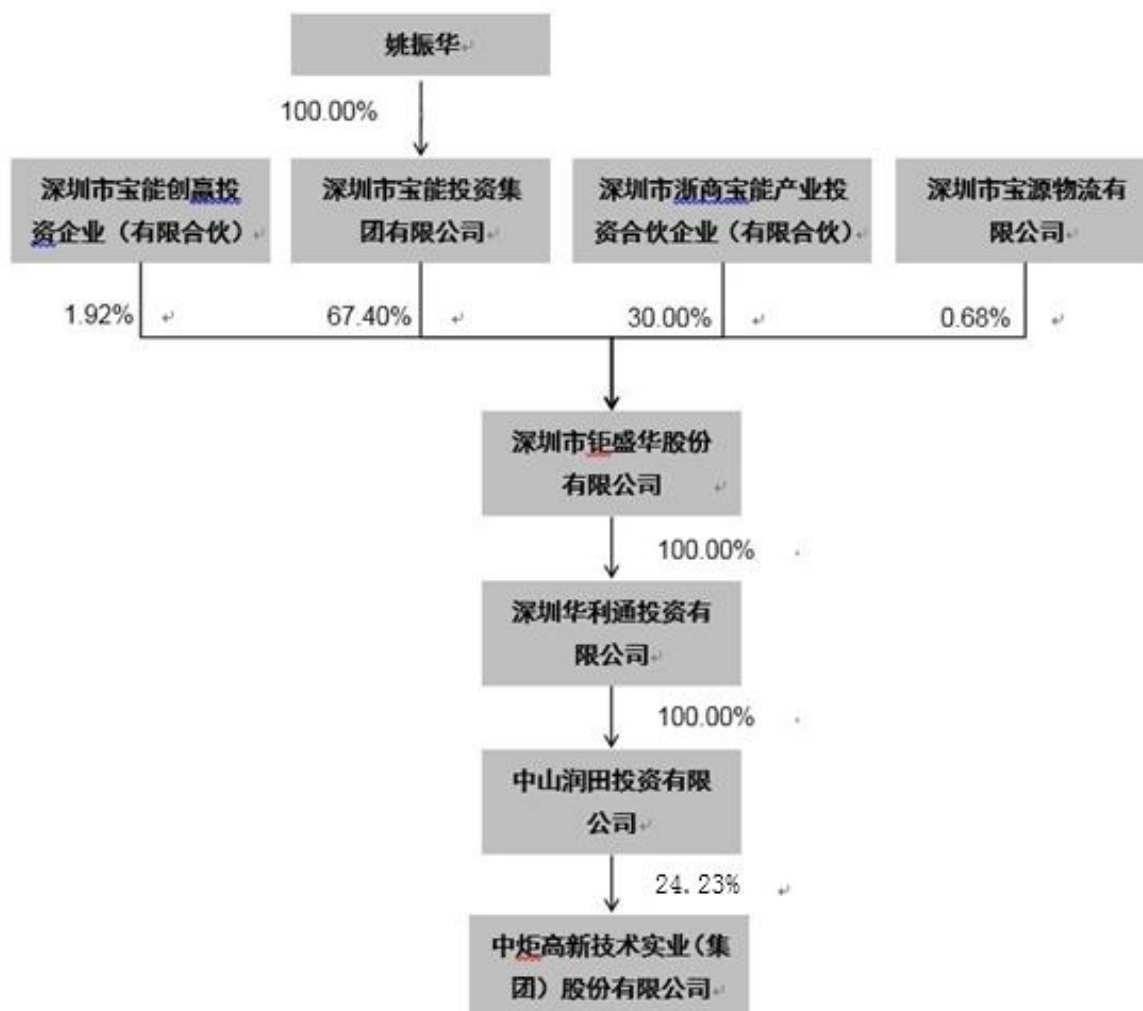 姚振华
100.00%
深圳市宝能创赢投
资企业（有限合伙）
深圳市宝能投资集
团有限公司
深圳市浙商宝能产业投
资合伙企业（有限合伙）
深圳市宝源物流有
限公司
1.92%
67.40%
30.00%
0.68%
深圳市钜盛华股份
有限公司
100.00%
深圳华利通投资有
限公司
100.00%
中山润田投资有限
公司
24.23%
中炬高新技术实业（集
团）股份有限公司